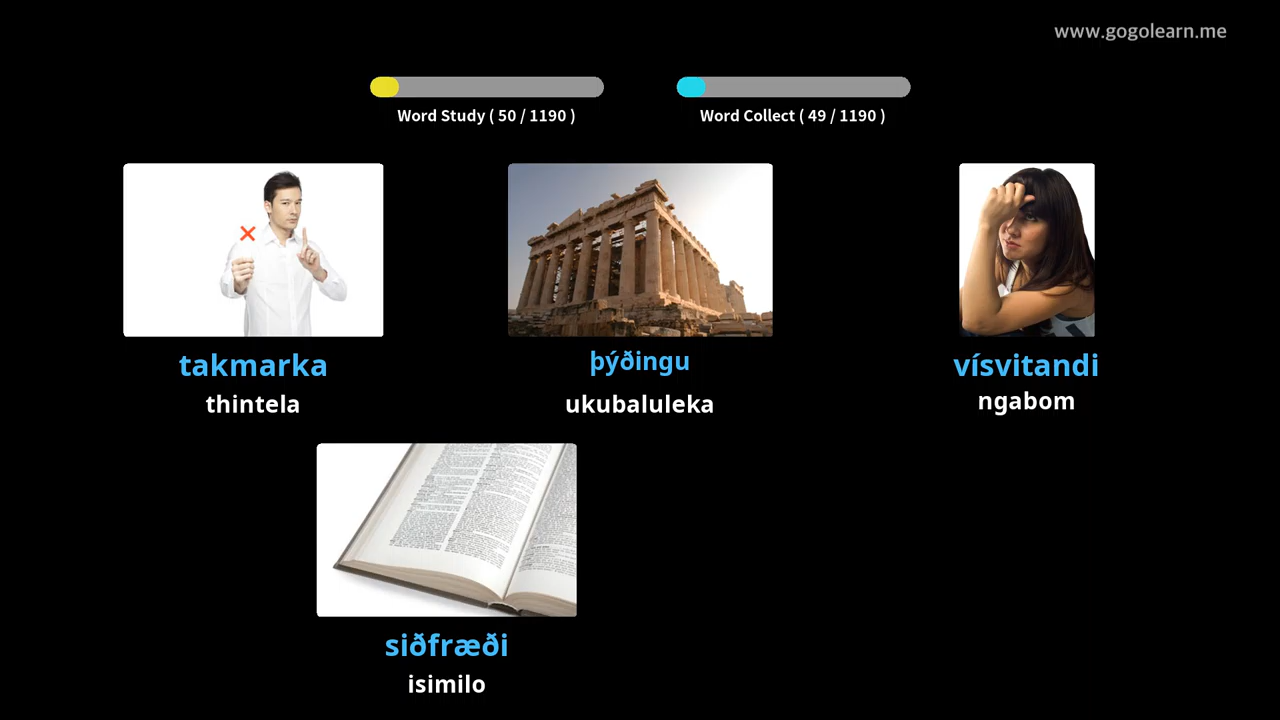 www.gogolearn.me
Word Study ( 50 / 1190 )
Word Collect ( 49 / 1190 )
takmarka
thintela
þýðingu
ukubaluleka
vísvitandi
ngabom
siðfræði
isimilo